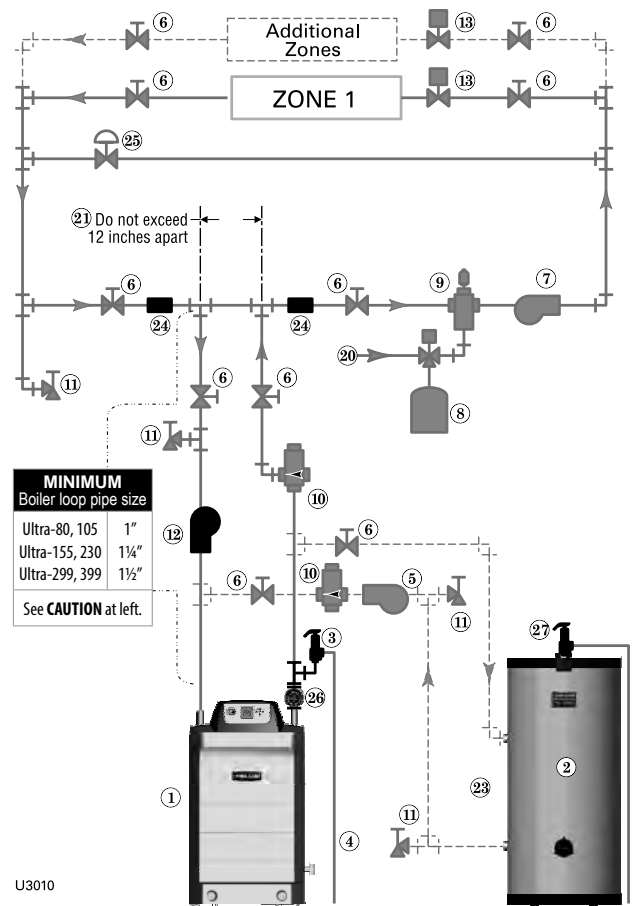 6
Additional
Zones
13
6
6
ZONE 1
13
6
25
21 Do not exceed
12 inches apart
6
24
24
6
9
7
20
8
11
6
6
11
10
MINIMUM
Boiler loop pipe size
Ultra-80, 105 1”
Ultra-155, 230 1¼”
Ultra-299, 399 1½”
See CAUTION at left.
12
6
6
10
5
11
3
27
26
1
2
23
11
4
U3010